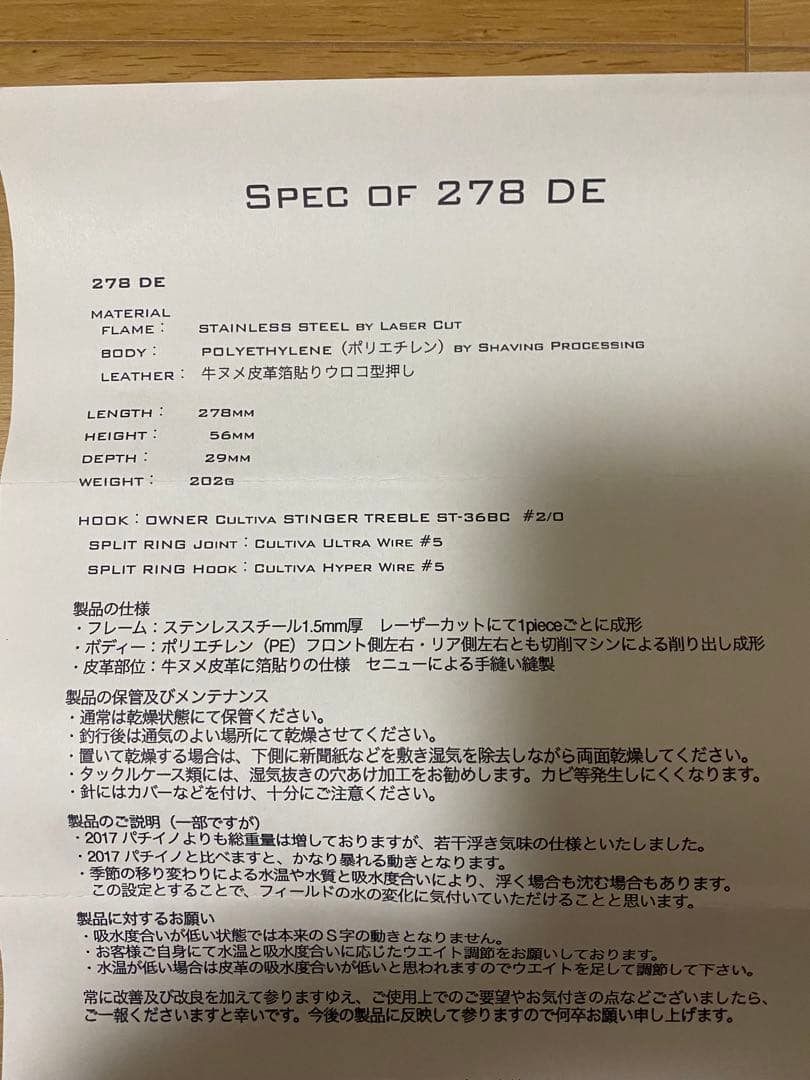 SPEC OF 278 DE
278 DE
MATERIAL
FLAME： STAINLESS STEEL BY LASER CUT
BODY： POLYETHYLENE（ポリエチレン）BY SHAVING PROCESSING
LEATHER： 牛ヌメ皮革箔貼りウロコ型押し
LENGTH： 278MM
HEIGHT： 56MM
DEPTH： 29MM
WEIGHT： 202G
HOOK：OWNER CULTIVA STINGER TREBLE ST-36BC #2/0
SPLIT RING JOINT：CULTIVA ULTRA WIRE #5
SPLIT RING HOOK：CULTIVA HYPER WIRE #5
製品の仕様
・フレーム：ステンレススチール1.5mm厚　レーザーカットにて1pieceごとに成形
・ボディー：ポリエチレン（PE）フロント側左右・リア側左右とも切削マシンによる削り出し成形
・皮革部位：牛ヌメ皮革に箔貼りの仕様　セニューによる手縫い縫製
製品の保管及びメンテナンス
・通常は乾燥状態にて保管ください。
・釣行後は通気のよい場所にて乾燥させてください。
・置いて乾燥する場合は、下側に新聞紙などを敷き湿気を除去しながら両面乾燥してください。
・タックルケース類には、湿気抜きの穴あけ加工をお勧めします。カビ等発生しにくくなります。
・針にはカバーなどを付け、十分にご注意ください。
製品のご説明（一部ですが）
・2017 パチイノよりも総重量は増しておりますが、若干浮き気味の仕様といたしました。
・2017 パチイノと比べますと、かなり暴れる動きとなります。
・季節の移り変わりによる水温や水質と吸水度合いにより、浮く場合も沈む場合もあります。
この設定とすることで、フィールドの水の変化に気付いていただけることと思います。
製品に対するお願い
・吸水度合いが低い状態では本来のS字の動きとなりません。
・お客様ご自身にて水温と吸水度合いに応じたウエイト調節をお願いしております。
・水温が低い場合は皮革の吸水度合いが低いと思われますのでウエイトを足して調節して下さい。
常に改善及び改良を加えて参りますゆえ、ご使用上でのご要望やお気付きの点などございましたら、
ご一報くださいますと幸いです。今後の製品に反映して参りますので何卒お願い申し上げます。